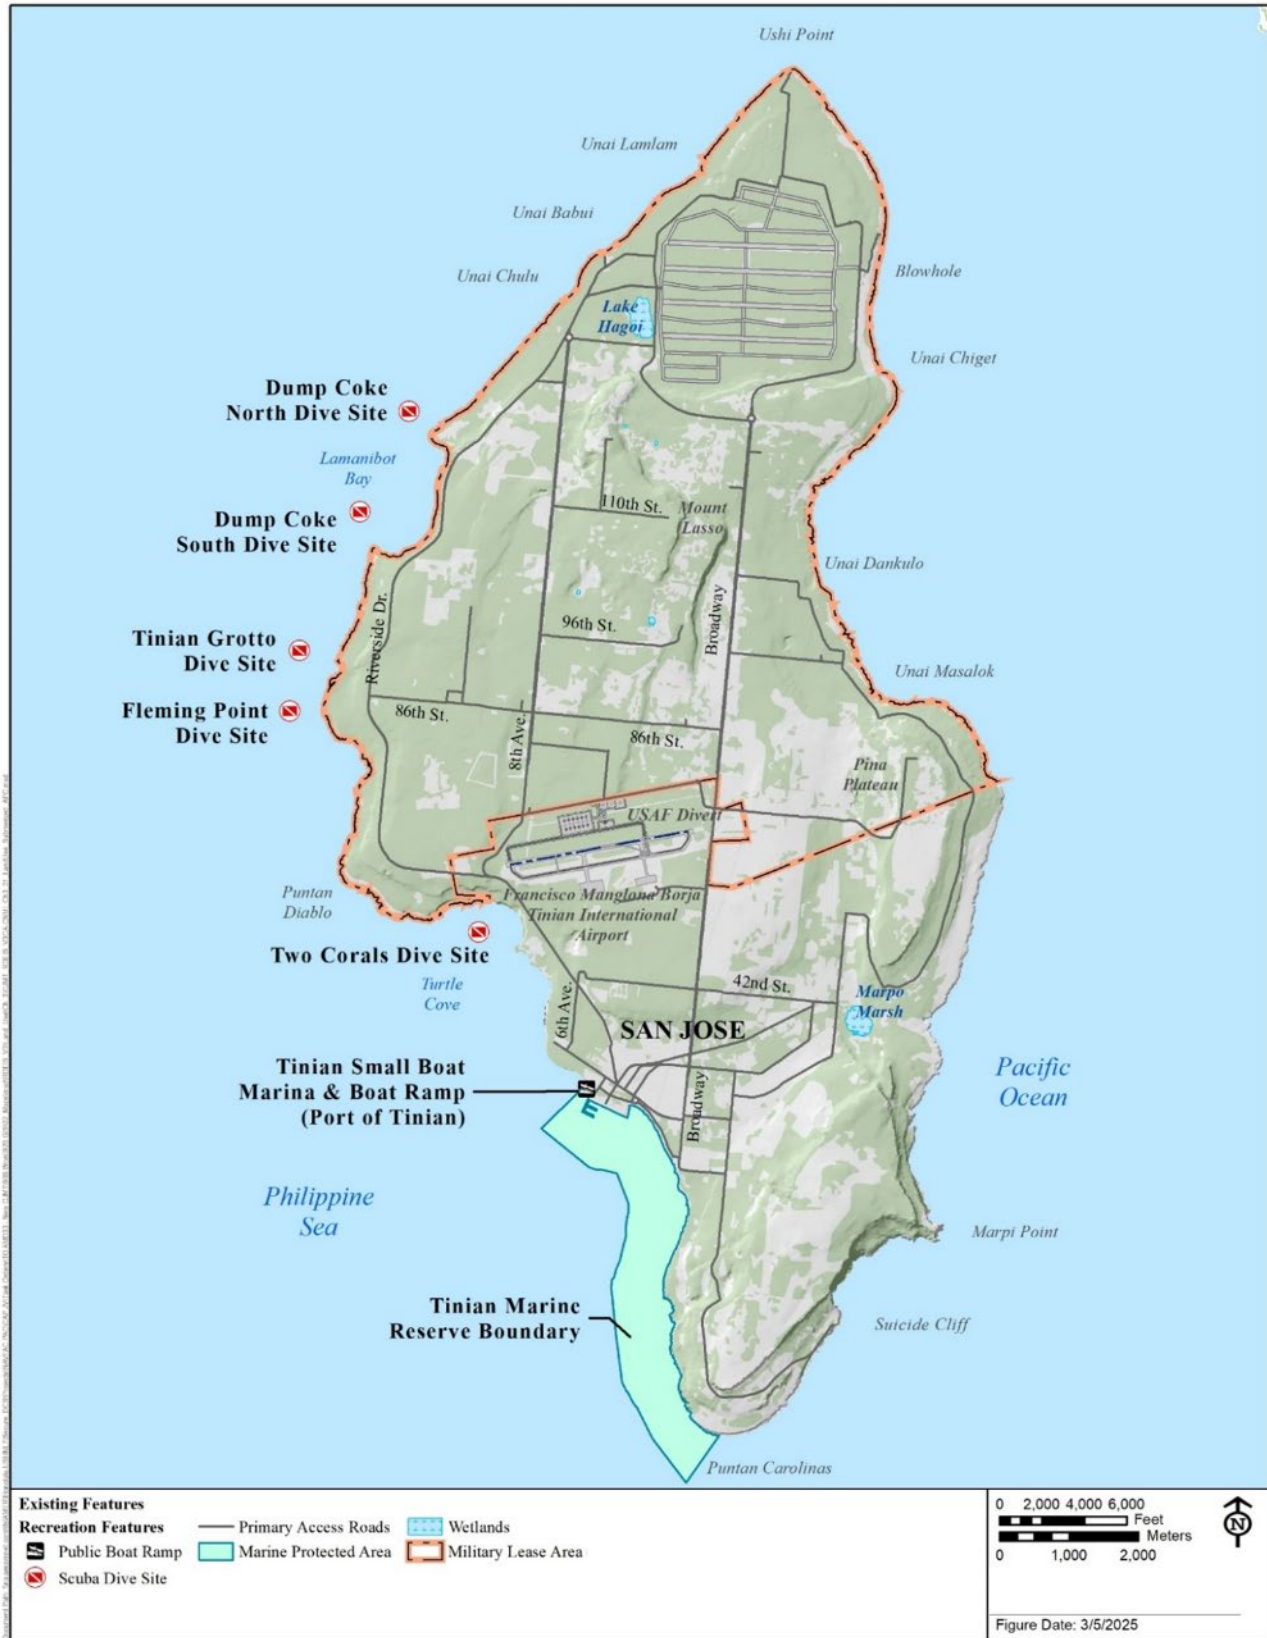 Ushi Point
Unai Lamlam
Unai Babui
Unai Chulu
Blowhole
Lake
Hagoi
Unai Chiget
Dump Coke
North Dive Site
Lamanibot
Bay
110th St.
Mount
Lasso
Dump Coke
South Dive Site
Unai Dankulo
Riverside Dr.
96th St.
Broadway
Tinian Grotto
Dive Site
Unai Masalok
Fleming Point
Dive Site
86th St.
8th Ave.
86th St.
Pina
Plateau
USAF Divert
Puntan
Diablo
Francisco Manglona Borja
Tinian International
Airport
Two Corals Dive Site
Turtle
Cove
42nd St.
6th Ave.
Marpo
Marsh
SAN JOSE
Tinian Small Boat
Marina & Boat Ramp
(Port of Tinian)
Pacific
Ocean
Broadway
Philippine
Sea
Marpi Point
Tinian Marine
Reserve Boundary
Suicide Cliff
Puntan Carolinas
Existing Features
Recreation Features
Public Boat Ramp
Scuba Dive Site
Primary Access Roads
Marine Protected Area
Wetlands
Military Lease Area
0 2,000 4,000 6,000
Feet
Meters
0 1,000 2,000
N
Figure Date: 3/5/2025